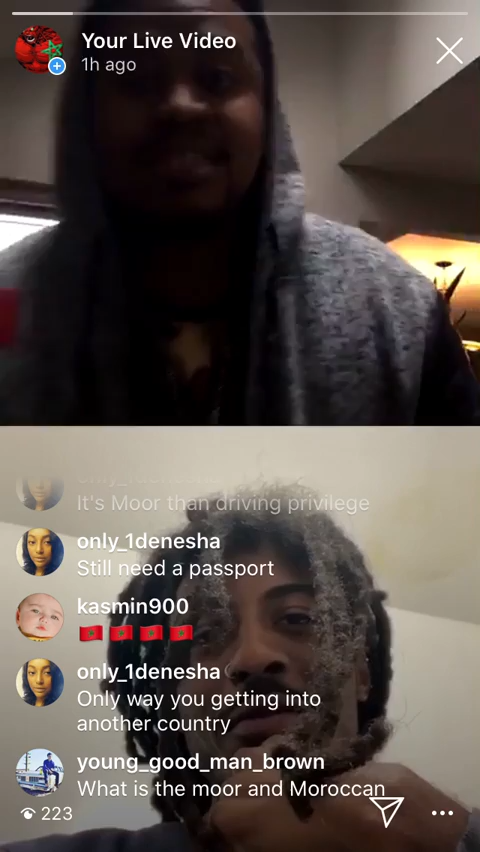 Your Live Video
1h ago
It's Moor than driving privilege
only_1denesha
Still need a passport
kasmin900
🇲🇦 🇲🇦 🇲🇦 🇲🇦
only_1denesha
Only way you getting into
another country
young_good_man_brown
What is the moor and Moroccan
223